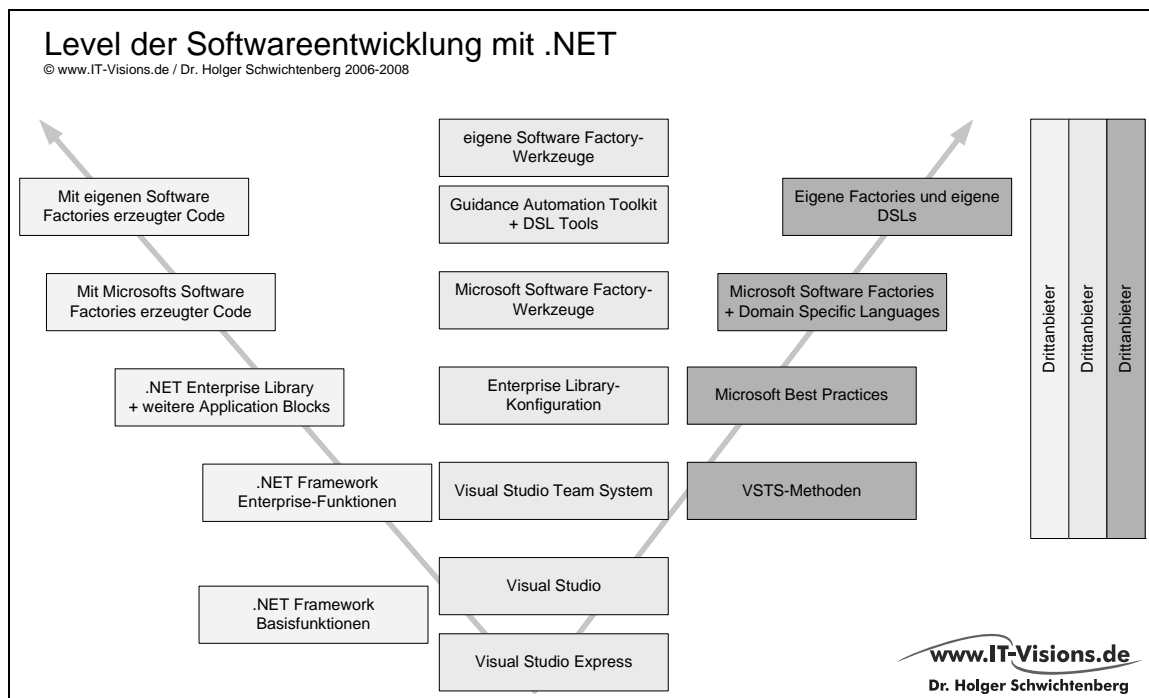 Level der Softwareentwicklung mit .NET
© www.IT-Visions.de / Dr. Holger Schwichtenberg 2006-2008
eigene Software Factory-
Werkzeuge
Mit eigenen Software
Factories erzeugter Code
Guidance Automation Toolkit
+ DSL Tools
Eigene Factories und eigene
DSLs
Mit Microsofts Software
Factories erzeugter Code
Microsoft Software Factory-
Werkzeuge
Microsoft Software Factories
+ Domain Specific Languages
Drittanbieter
Drittanbieter
Drittanbieter
.NET Enterprise Library
+ weitere Application Blocks
Enterprise Library-
Konfiguration
Microsoft Best Practices
.NET Framework
Enterprise-Funktionen
Visual Studio Team System
VSTS-Methoden
.NET Framework
Basisfunktionen
Visual Studio
Visual Studio Express
www.IT-Visions.de
Dr. Holger Schwichtenberg